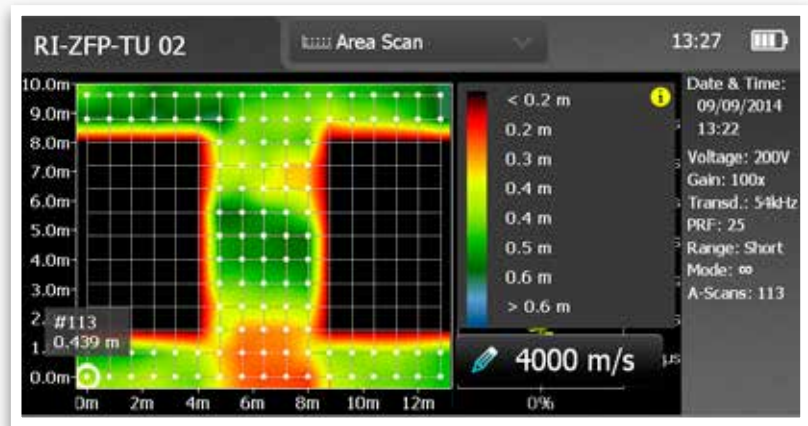 RI-ZFP-TU 02
Area Scan
13:27
10.0m
9.0m
8.0m
7.0m
6.0m
5.0m
4.0m
3.0m
2.
1.
0.0m
#113
0.439 m
0m
2m
4m
6m
8m
10m
12m
< 0.2 m
0.2 m
0.3 m
0.4 m
0.4 m
0.5 m
0.6 m
> 0.6 m
i
4000 m/s
µs
0%
Date & Time:
09/09/2014
13:22
Voltage: 200V
Gain: 100x
Transd.: 54kHz
PRF: 25
Range: Short
Mode: ∞
A-Scans: 113